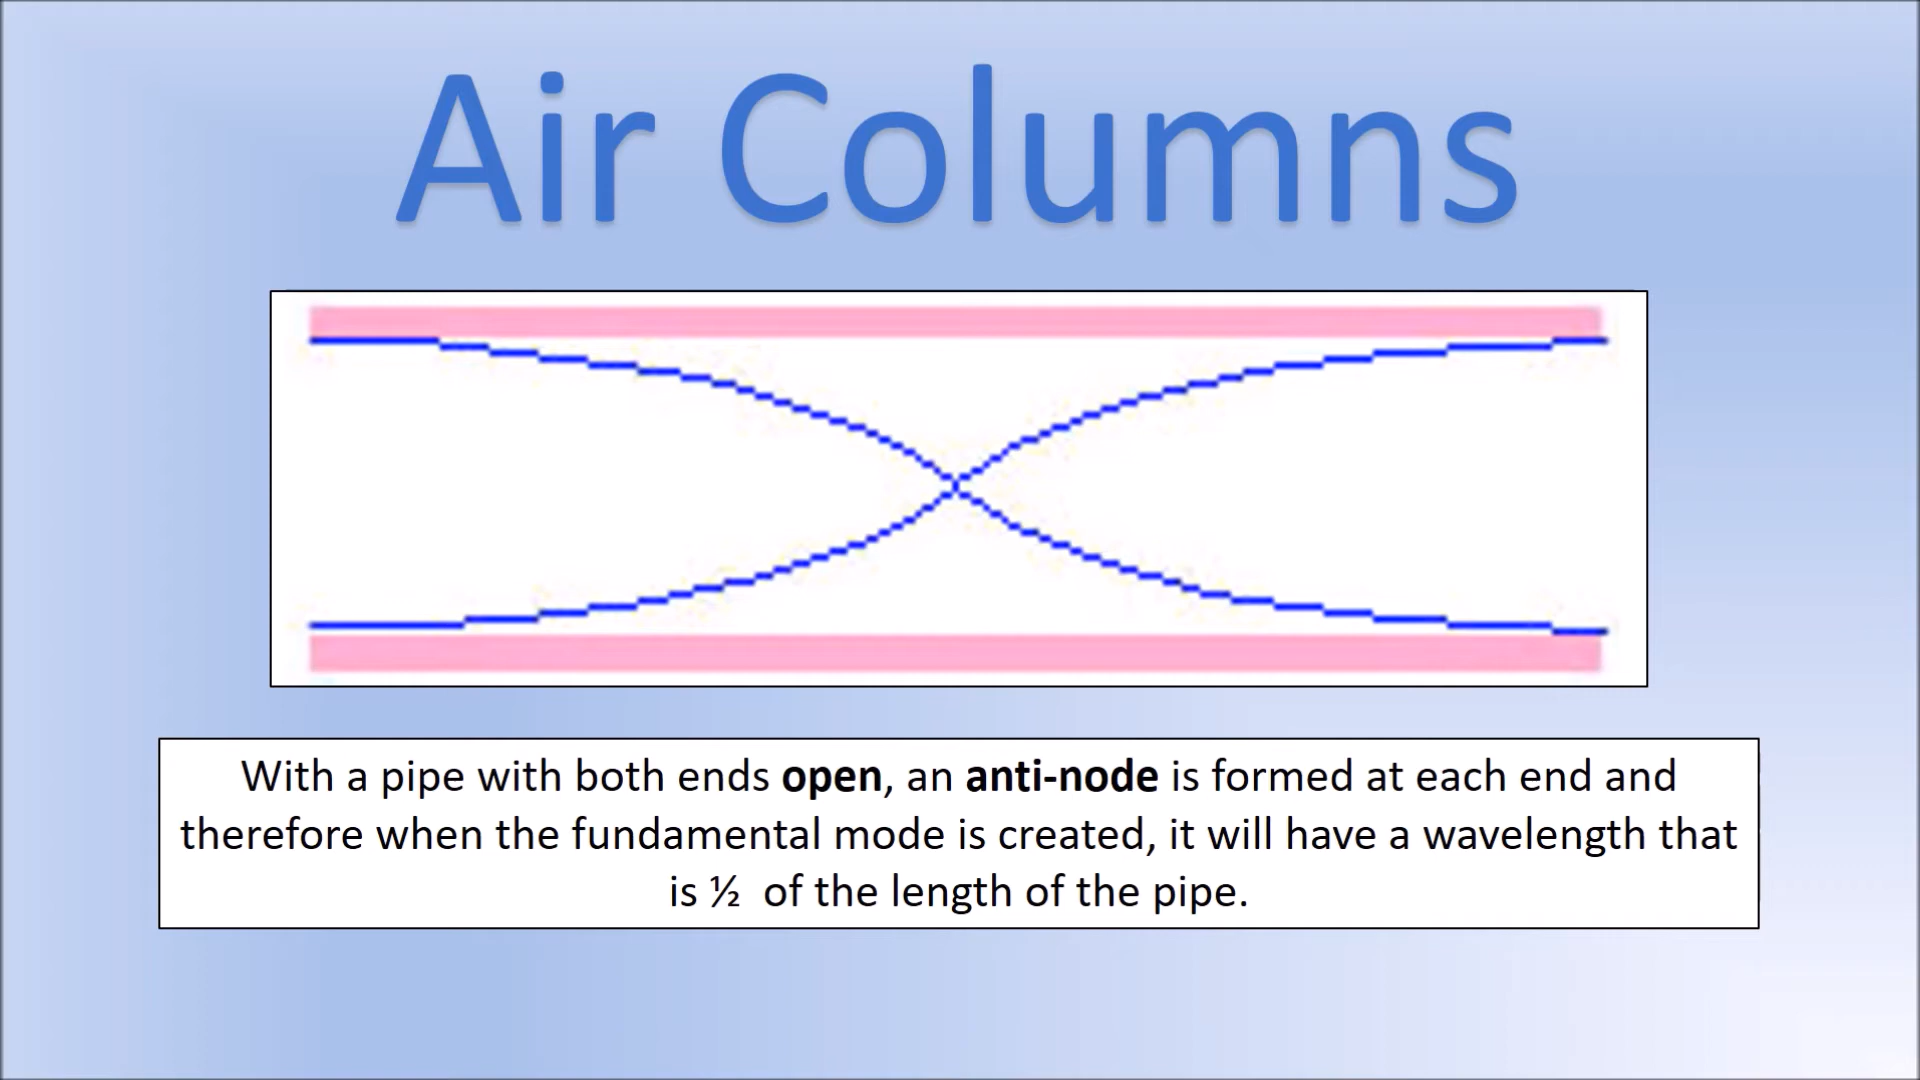 Air Columns
With a pipe with both ends open, an anti-node is formed at each end and
therefore when the fundamental mode is created, it will have a wavelength that
is ½  of the length of the pipe.